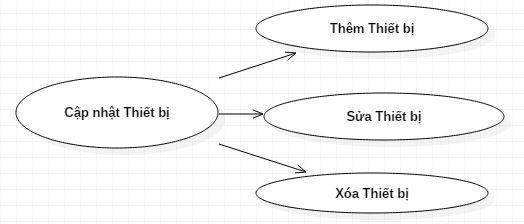 Thêm Thiết bị
Cập nhật Thiết bị
Sửa Thiết bị
Xóa Thiết bị